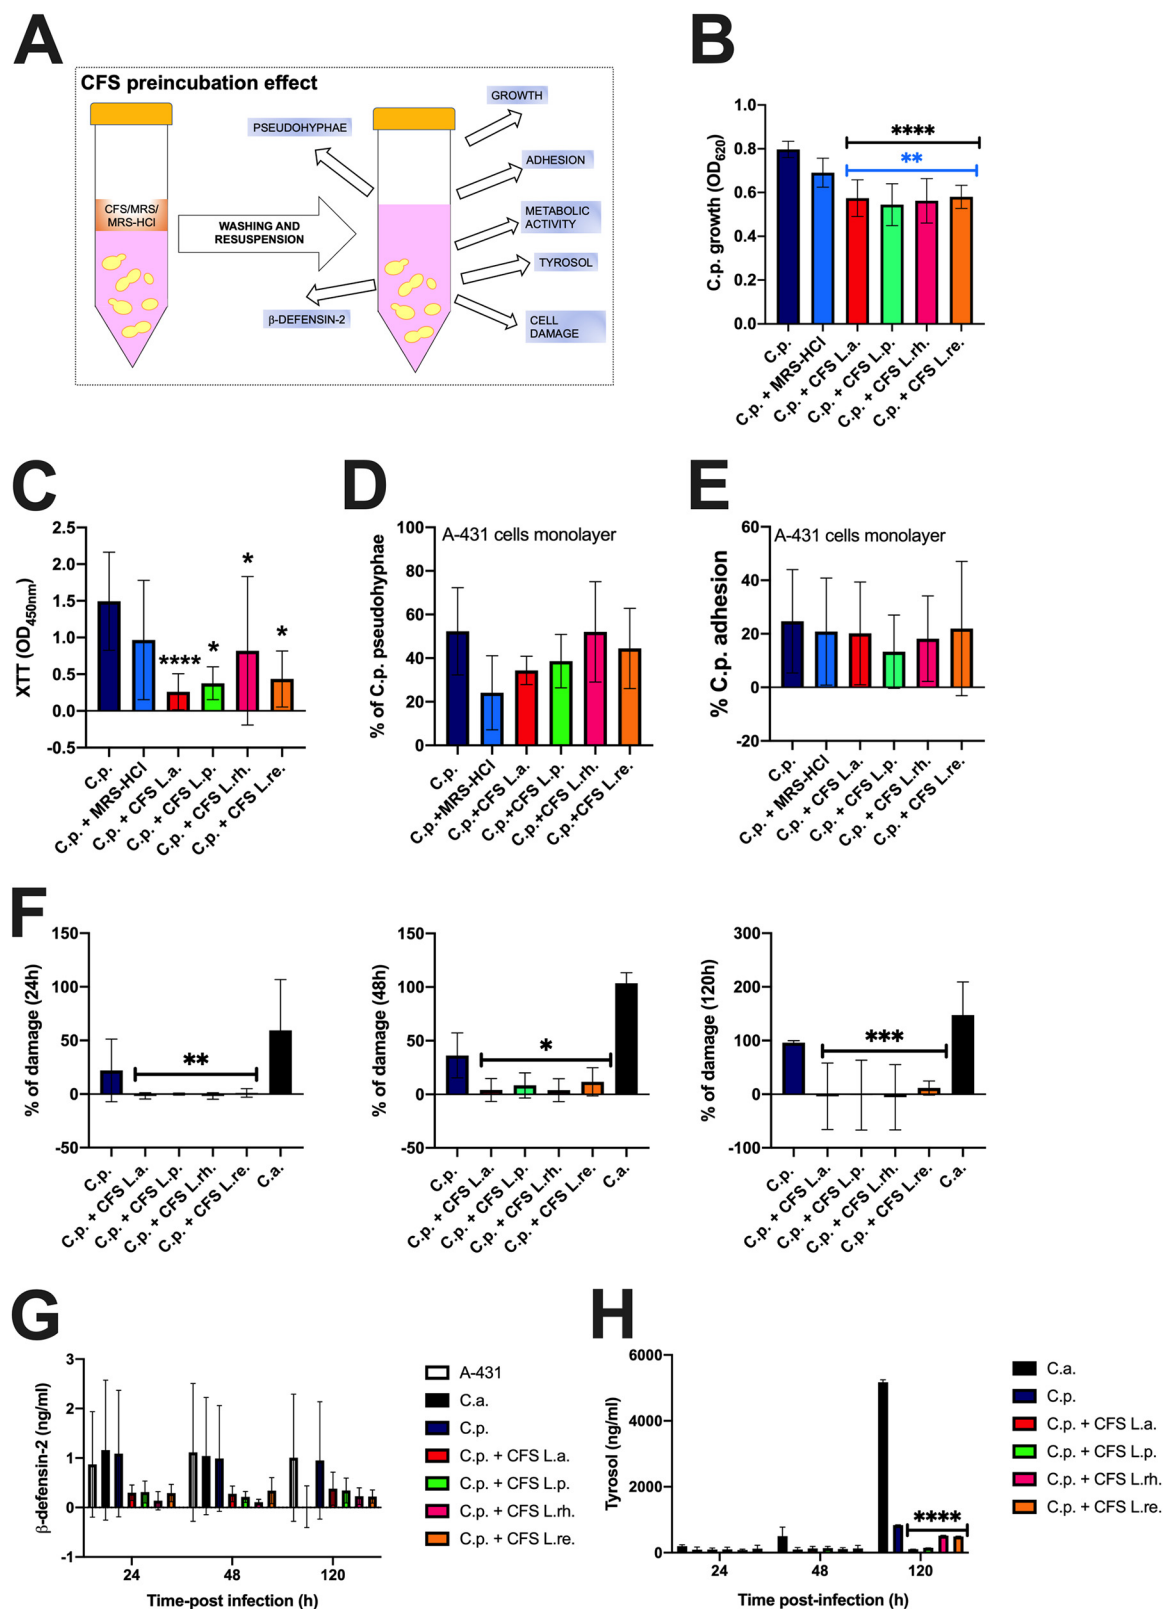 A
CFS preincubation effect
CFS/MRS/
MRS-HCl
WASHING AND
RESUSPENSION
PSEUDOHYPHAE
β-DEFENSIN-2
GROWTH
ADHESION
METABOLIC
ACTIVITY
TYROSOL
CELL
DAMAGE
B
C.p. growth (OD620)
1.0
0.8
0.6
0.4
0.2
0.0
****
**
C.p.
C.p. + MRS-HCl
C.p. + CFS L.a.
C.p. + CFS L.p.
C.p. + CFS L.rh.
C.p. + CFS L.re.
C
XTT (OD450nm)
2.5
2.0
1.5
1.0
0.5
0.0
-0.5
****
*
*
*
C.p.
C.p. + MRS-HCl
C.p. + CFS L.a.
C.p. + CFS L.p.
C.p. + CFS L.rh.
C.p. + CFS L.re.
D
A-431 cells monolayer
% of C.p. pseudohyphae
100
80
60
40
20
0
C.p.
C.p.+MRS-HCl
C.p.+CFS L.a.
C.p.+CFS L.p.
C.p.+CFS L.rh.
C.p.+CFS L.re.
E
A-431 cells monolayer
% C.p. adhesion
60
40
20
0
-20
C.p.
C.p. + MRS-HCl
C.p. + CFS L.a.
C.p. + CFS L.p.
C.p. + CFS L.rh.
C.p. + CFS L.re.
F
% of damage (24h)
150
100
50
0
-50
**
C.p.
C.p. + CFS L.a.
C.p. + CFS L.p.
C.p. + CFS L.rh.
C.p. + CFS L.re.
C.a.
% of damage (48h)
150
100
50
0
-50
*
C.p.
C.p. + CFS L.a.
C.p. + CFS L.p.
C.p. + CFS L.rh.
C.p. + CFS L.re.
C.a.
% of damage (120h)
300
200
100
0
-100
***
C.p.
C.p. + CFS L.a.
C.p. + CFS L.p.
C.p. + CFS L.rh.
C.p. + CFS L.re.
C.a.
G
β-defensin-2 (ng/ml)
3
2
1
0
-1
24
48
120
Time-post infection (h)
A-431
C.a.
C.p.
C.p. + CFS L.a.
C.p. + CFS L.p.
C.p. + CFS L.rh.
C.p. + CFS L.re.
H
Tyrosol (ng/ml)
6000
4000
2000
0
****
24
48
120
Time post-infection (h)
C.a.
C.p.
C.p. + CFS L.a.
C.p. + CFS L.p.
C.p. + CFS L.rh.
C.p. + CFS L.re.